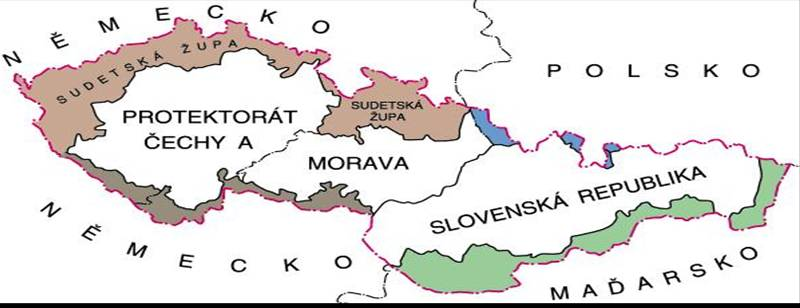 NĚMECKO
SUDETSKÁ ŽUPA
POLSKO
PROTEKTORÁT
ČECHY A
SUDETSKÁ
ŽUPA
MORAVA
SLOVENSKÁ REPUBLIKA
NĚMECKO
MAĎARSKO